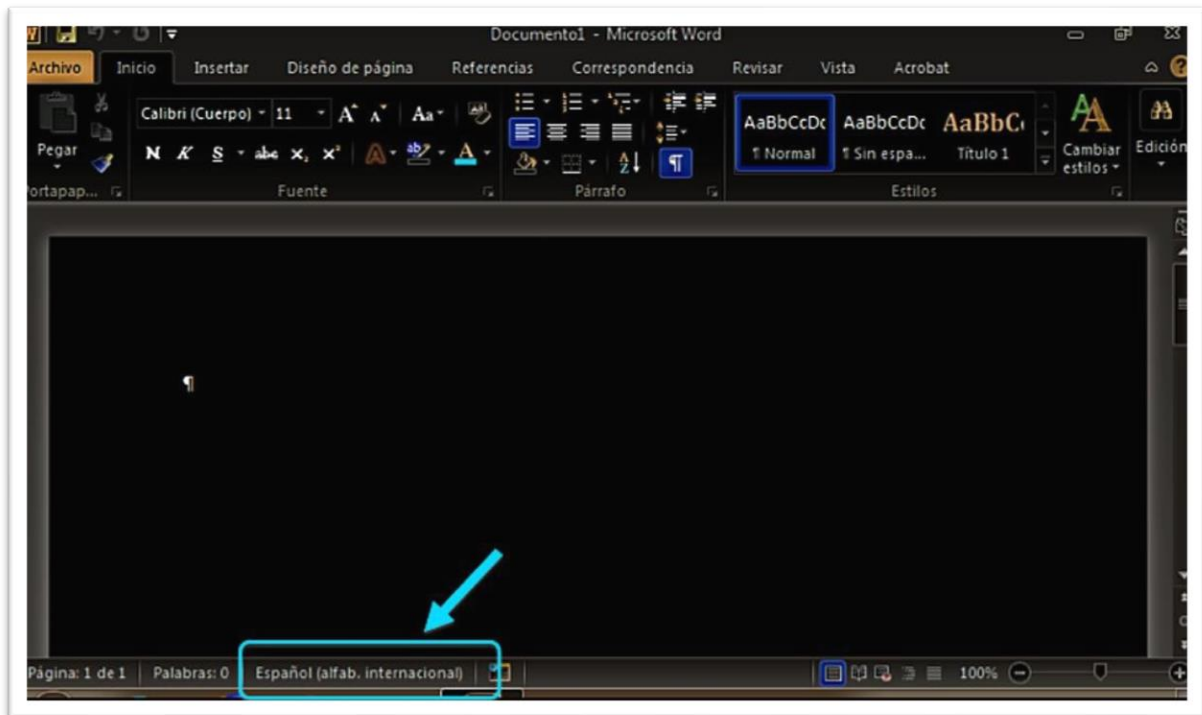 Documento1 - Microsoft Word
Archivo Inicio Insertar Diseño de página Referencias Correspondencia Revisar Vista Acrobat
Calibri (Cuerpo) 11 A A Aa
AaBbCcDc AaBbCcDc AaBbC
Pegar N K S abc x, x² A ab A A Z ¶ ¶ Normal ¶ Sin espa... Título 1 Cambiar estilos Edición
Portapap... Fuente Párrafo Estilos
¶
Página: 1 de 1 Palabras: 0 Español (alfab. internacional) 100%